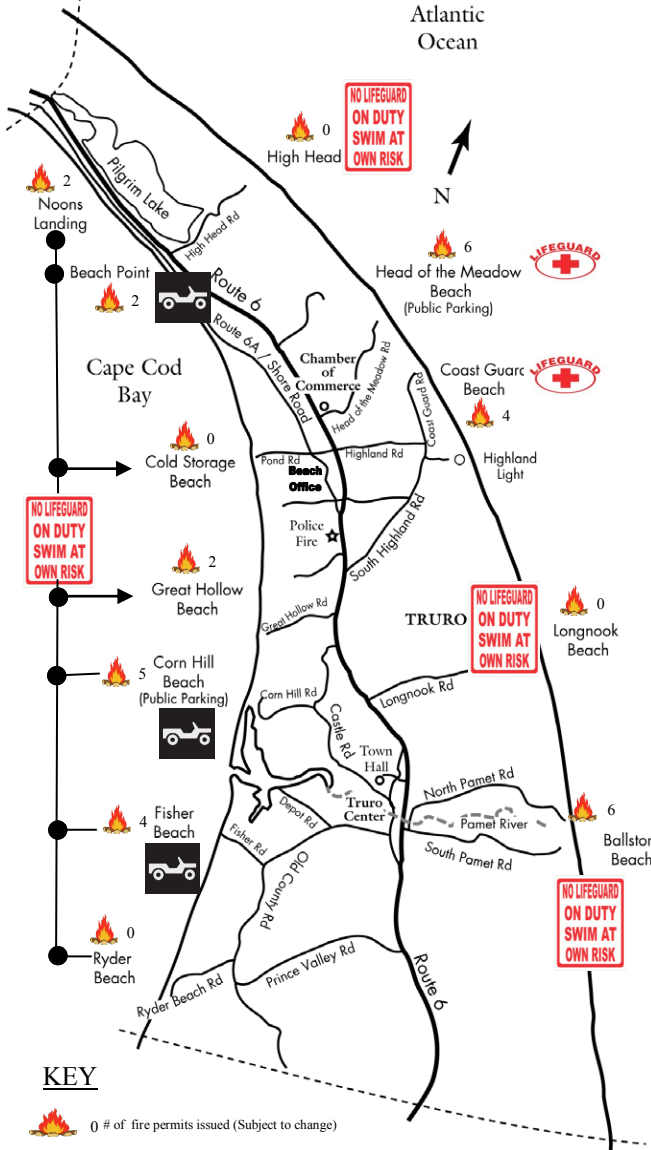 Atlantic
Ocean
NO LIFEGUARD
ON DUTY
SWIM AT
OWN RISK
0
High Head
N
Pilgrim Lake
2
Noons
Landing
High Head Rd
6
Head of the Meadow
Beach
(Public Parking)
LIFEGUARD
Beach Point
2
Route 6
Route 6A / Shore Road
Chamber
of
Commerce
Head of the Meadow Rd
Cape Cod
Bay
Coast Guard Rd
Coast Guarc
Beach
LIFEGUARD
4
0
Cold Storage
Beach
Pond Rd
Highland Rd
Beach
Office
Highland
Light
NO LIFEGUARD
ON DUTY
SWIM AT
OWN RISK
Police
Fire
South Highland Rd
2
Great Hollow
Beach
Great Hollow Rd
TRURO
NO LIFEGUARD
ON DUTY
SWIM AT
OWN RISK
0
Longnook
Beach
5
Corn Hill
Beach
(Public Parking)
Corn Hill Rd
Castle Rd
Longnook Rd
Town
Hall
North Pamet Rd
Truro
Center
Pamet River
South Pamet Rd
6
Ballston
Beach
4
Fisher
Beach
Depot Rd
Fisher Rd
Old County Rd
NO LIFEGUARD
ON DUTY
SWIM AT
OWN RISK
0
Ryder
Beach
Ryder Beach Rd
Prince Valley Rd
Route 6
KEY
0 # of fire permits issued (Subject to change)